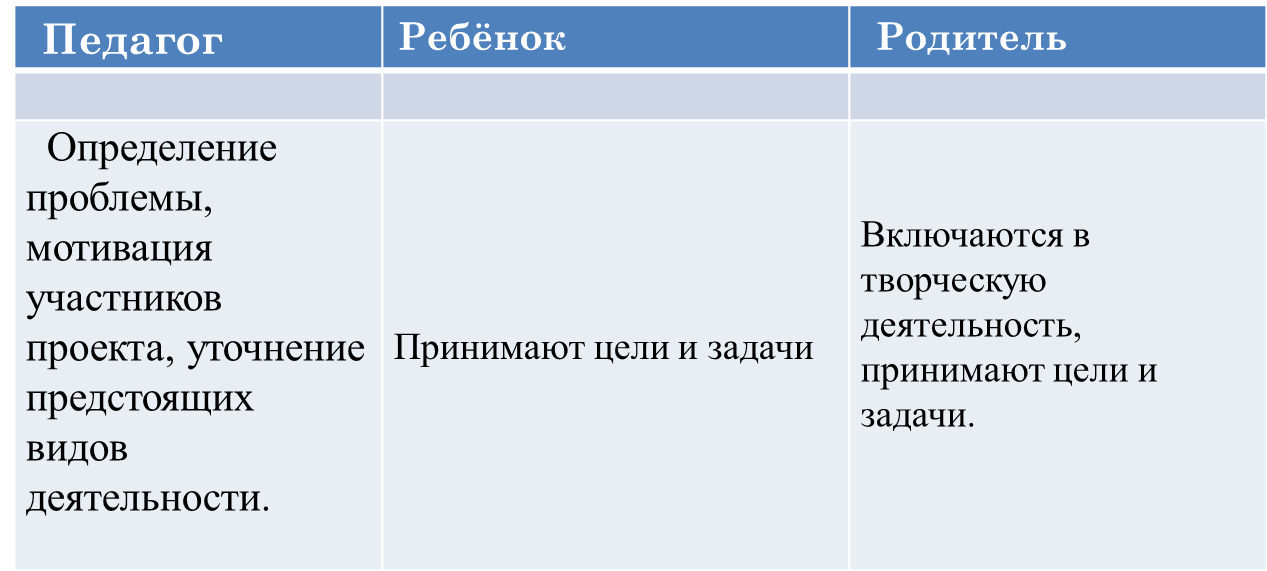 Педагог
Ребёнок
Родитель
Определение
проблемы,
мотивация
участников
проекта, уточнение
предстоящих
видов
деятельности.
Принимают цели и задачи
Включаются в
творческую
деятельность,
принимают цели и
задачи.